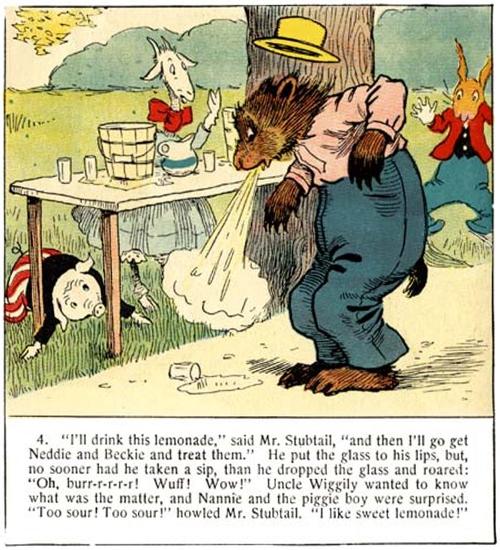 4. "I'll drink this lemonade," said Mr. Stubtail, "and then I'll go get
Neddie and Beckie and treat them." He put the glass to his lips, but,
no sooner had he taken a sip, than he dropped the glass and roared:
"Oh, burr-r-r-r-r! Wuff! Wow!" Uncle Wiggily wanted to know
what was the matter, and Nannie and the piggie boy were surprised.
"Too sour! Too sour!" howled Mr. Stubtail. "I like sweet lemonade!"